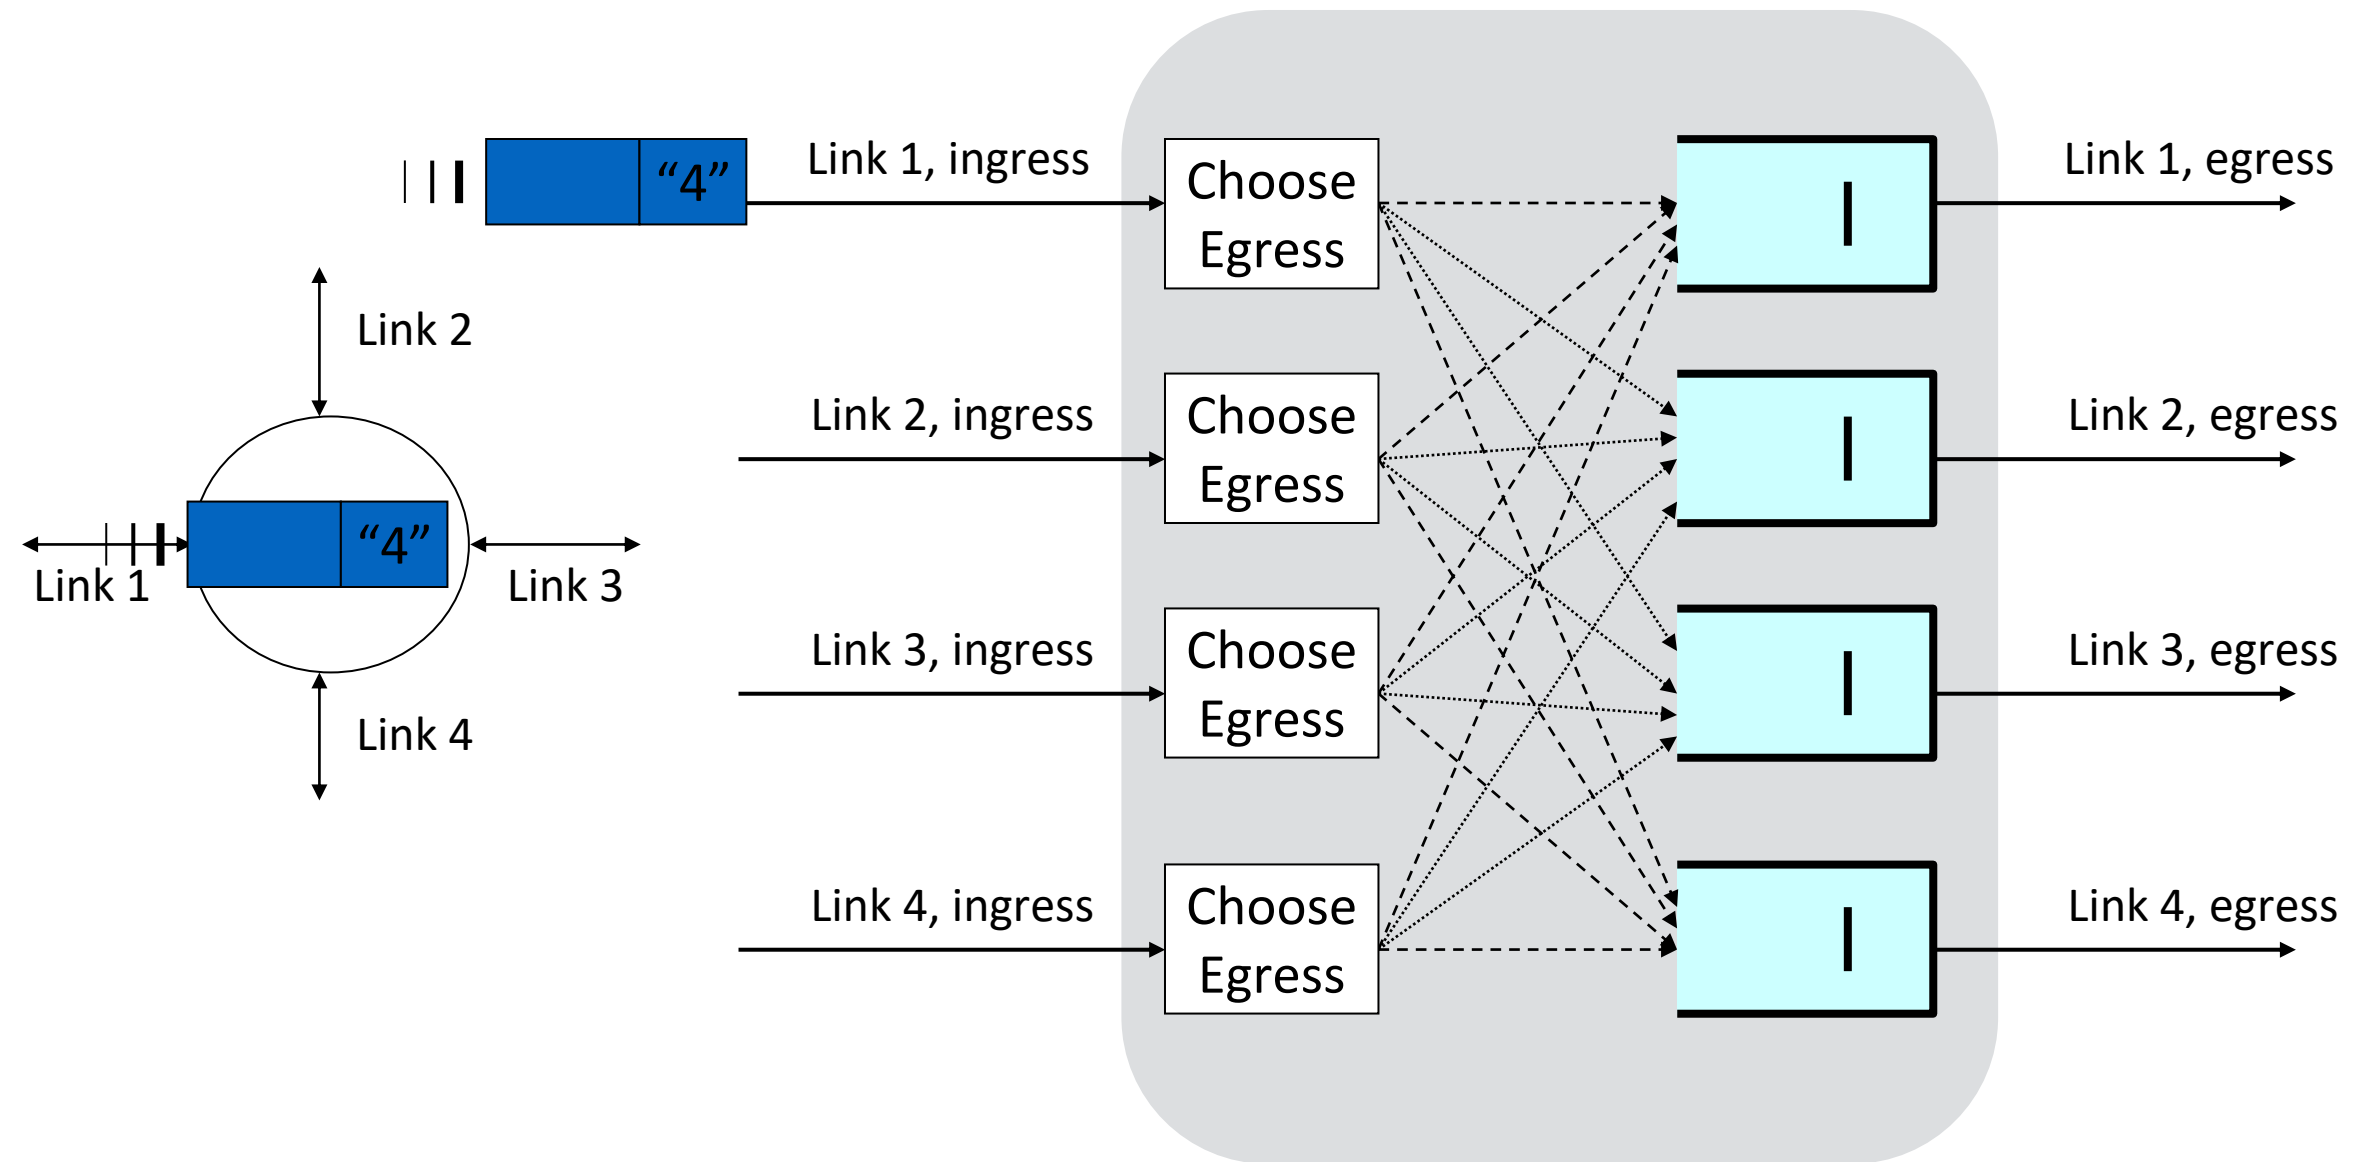 “4”
Link 1, ingress
Choose
Egress
Link 1, egress
Link 2
Link 2, ingress
Choose
Egress
Link 2, egress
“4”
Link 1
Link 3
Link 3, ingress
Choose
Egress
Link 3, egress
Link 4
Link 4, ingress
Choose
Egress
Link 4, egress